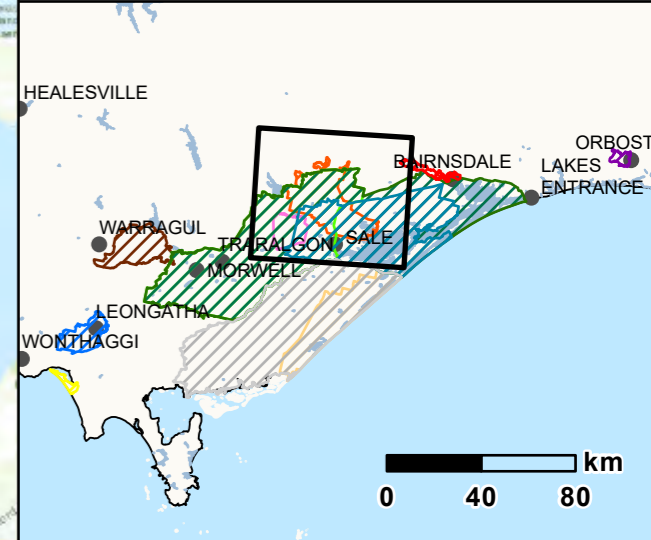 HEALESVILLE
ORBOST
BAIRNSDALE
LAKES
ENTRANCE
WARRAGUL
SALE
TRARALGON
MORWELL
LEONGATHA
WONTHAGGI
km
0 40 80